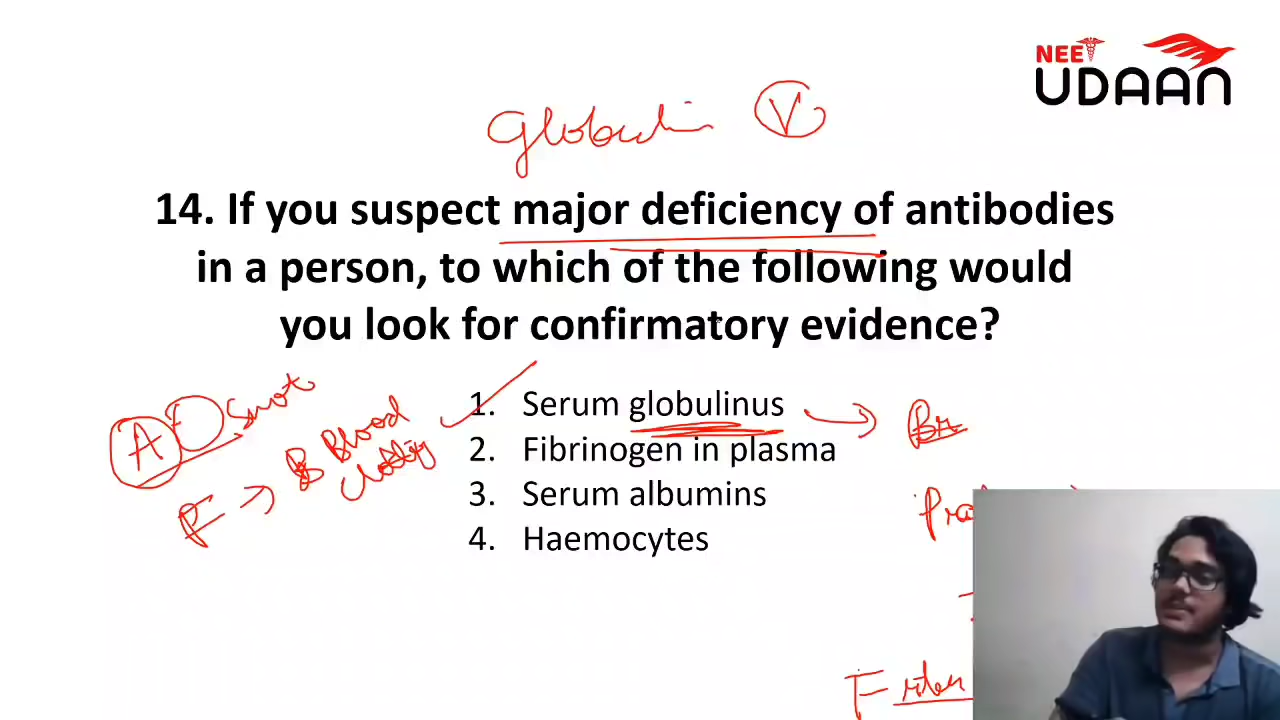 NEET
UDAAN
Globulin V
14. If you suspect major deficiency of antibodies
in a person, to which of the following would
you look for confirmatory evidence?
1. Serum globulinus
2. Fibrinogen in plasma
3. Serum albumins
4. Haemocytes
A
F → Blood
clotting